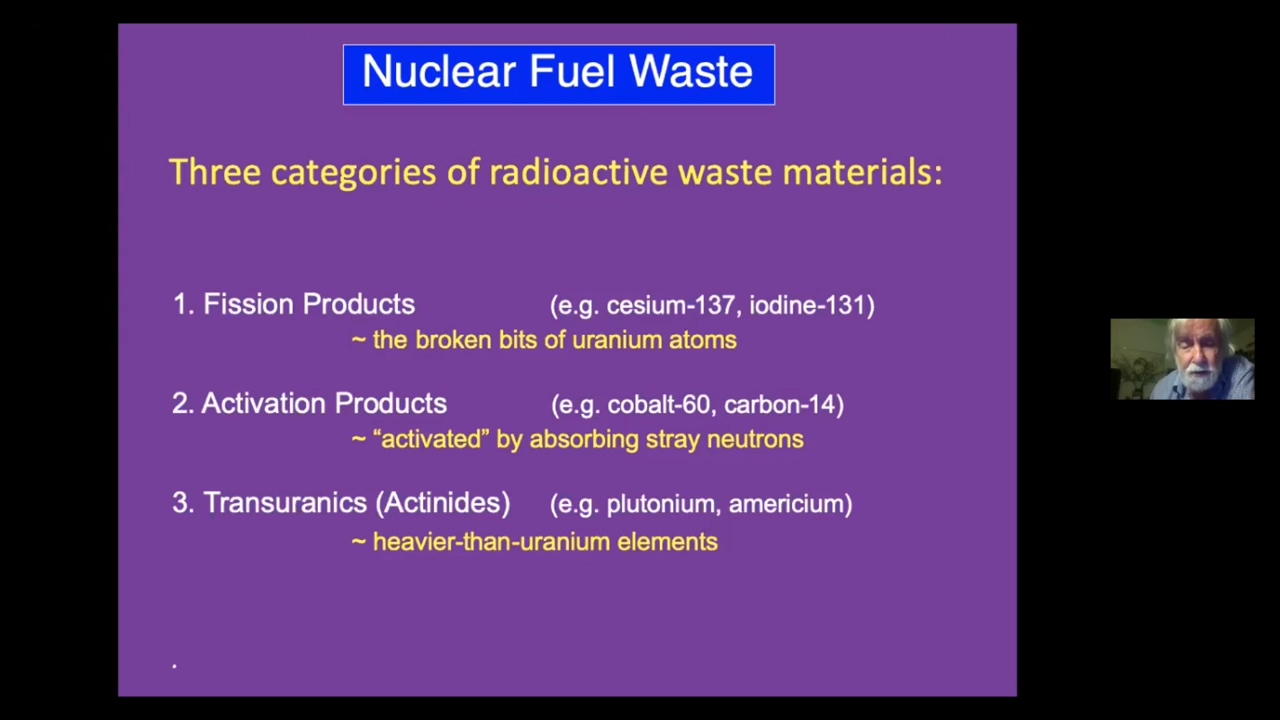 Nuclear Fuel Waste
Three categories of radioactive waste materials:
1. Fission Products (e.g. cesium-137, iodine-131)
~ the broken bits of uranium atoms
2. Activation Products (e.g. cobalt-60, carbon-14)
~ “activated” by absorbing stray neutrons
3. Transuranics (Actinides) (e.g. plutonium, americium)
~ heavier-than-uranium elements
.